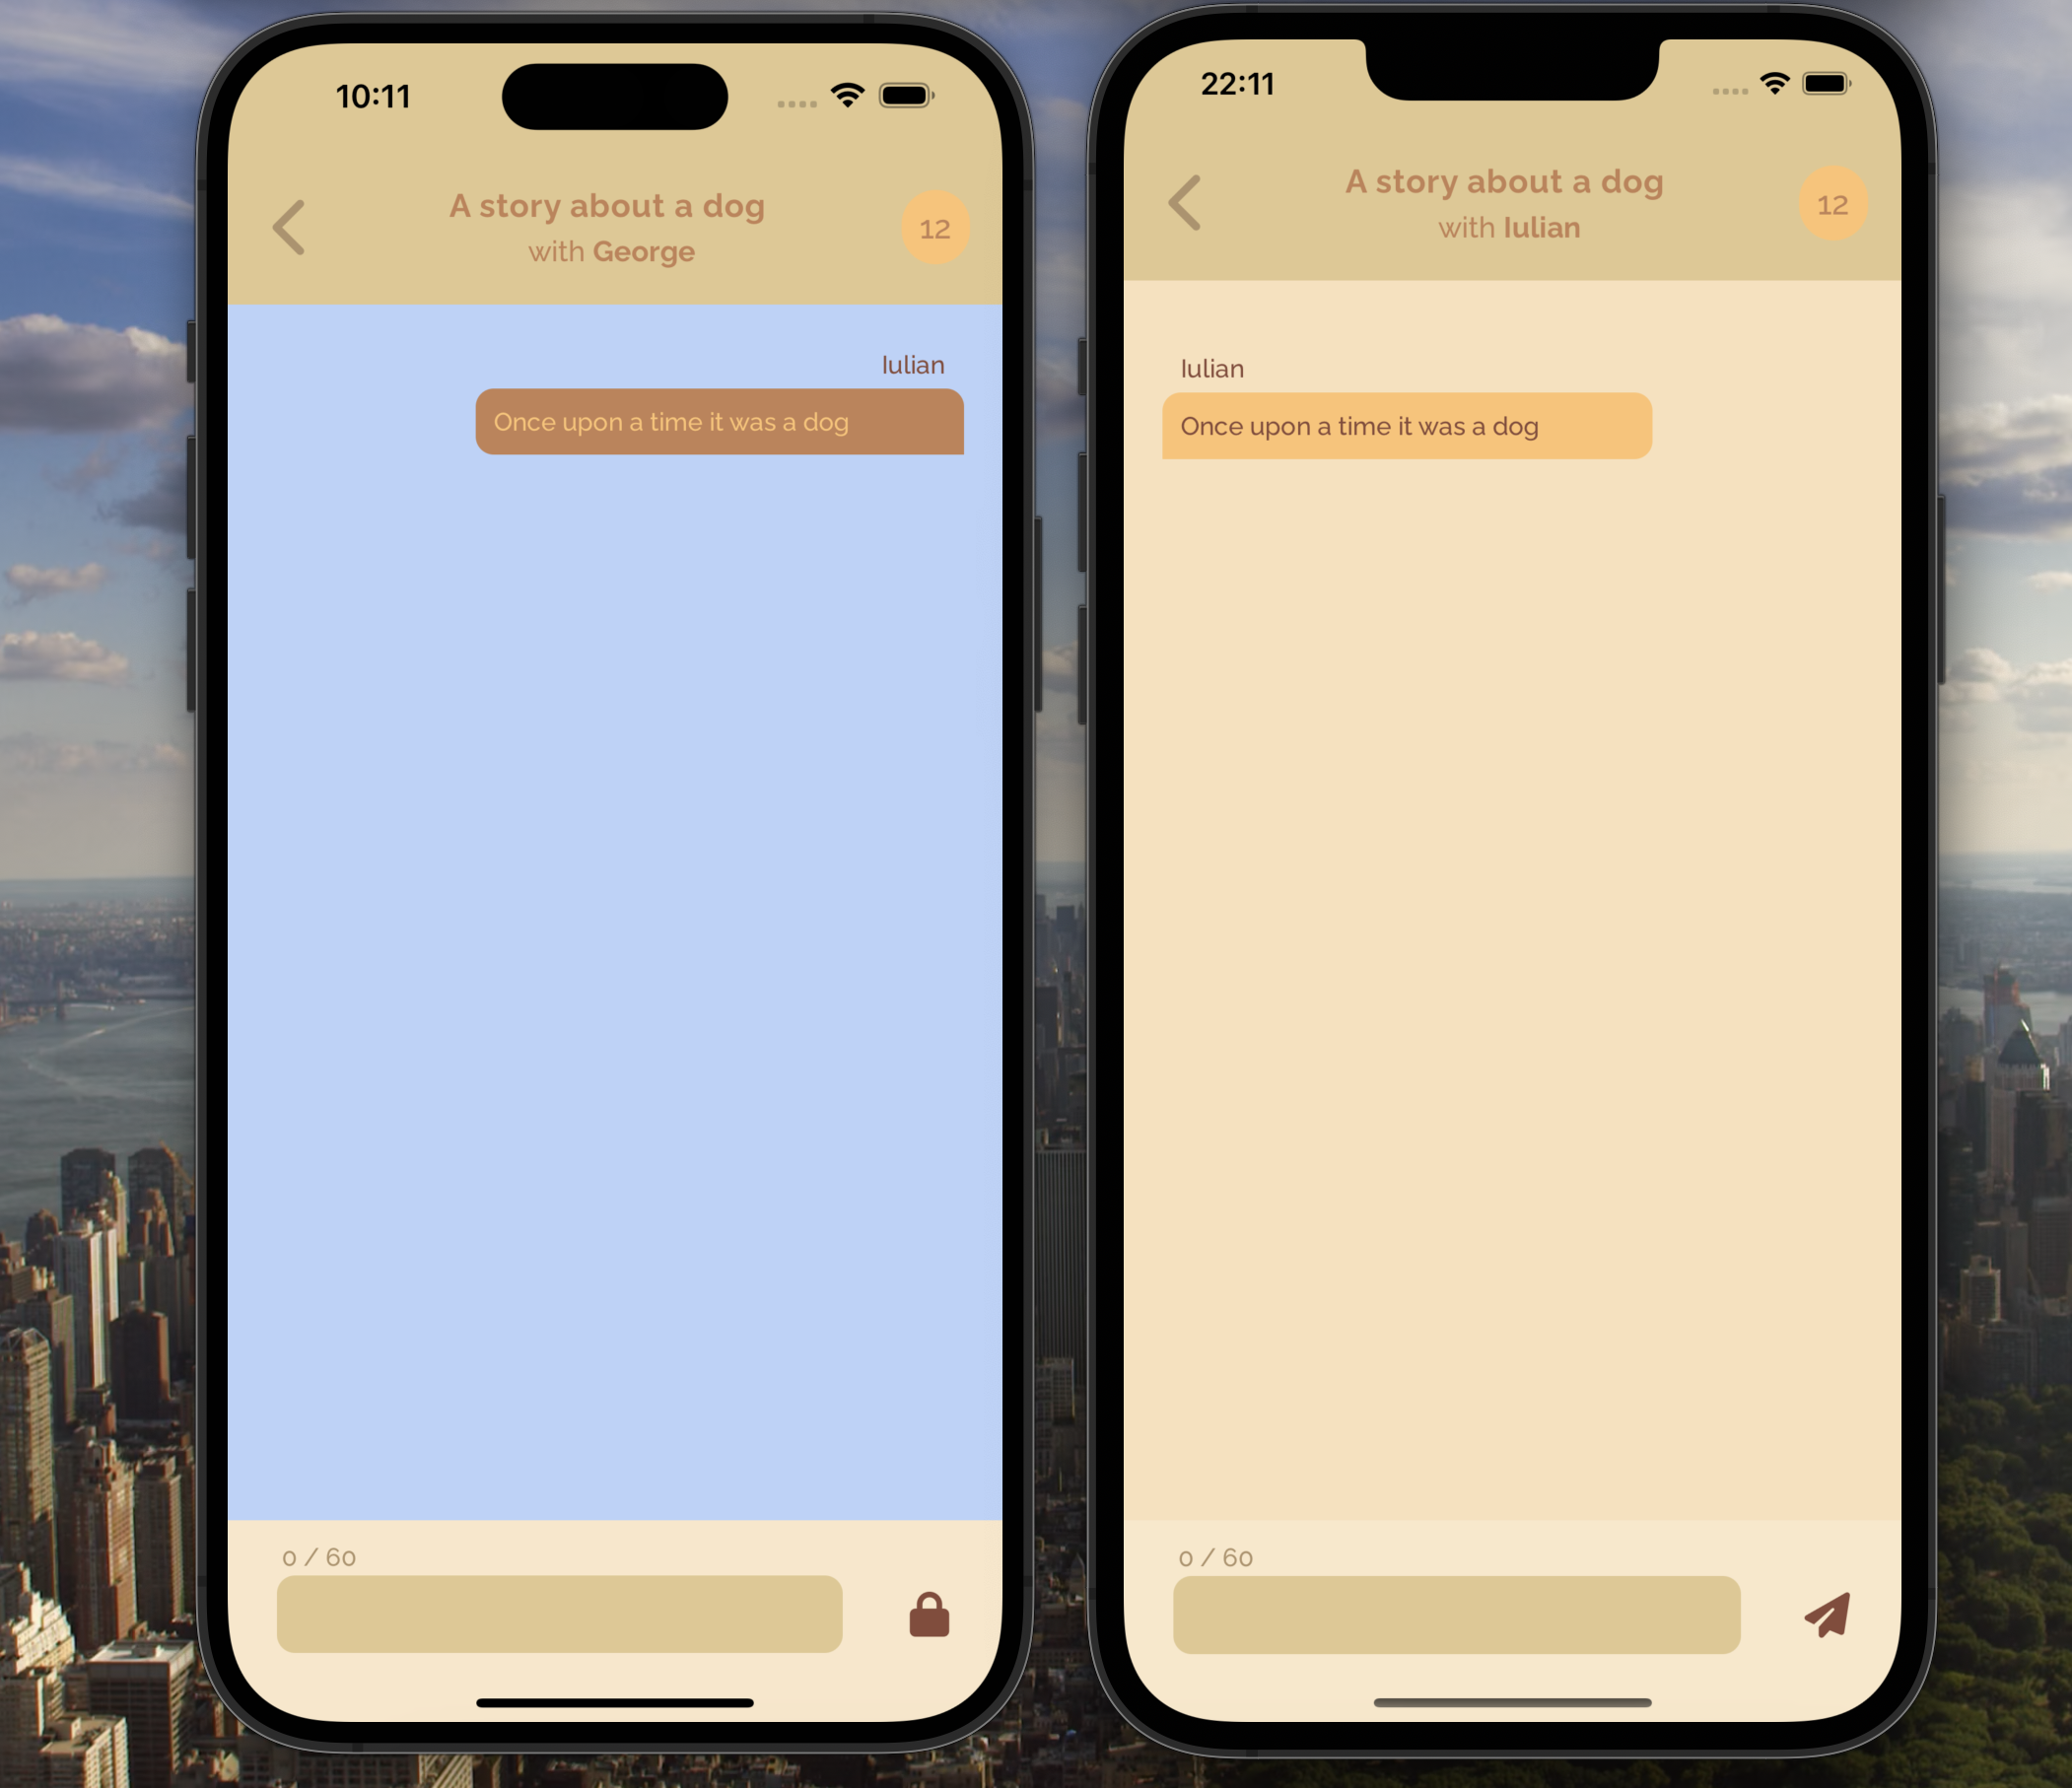 10:11
A story about a dog
with George
12
Iulian
Once upon a time it was a dog
0 / 60
22:11
A story about a dog
with Iulian
12
Iulian
Once upon a time it was a dog
0 / 60